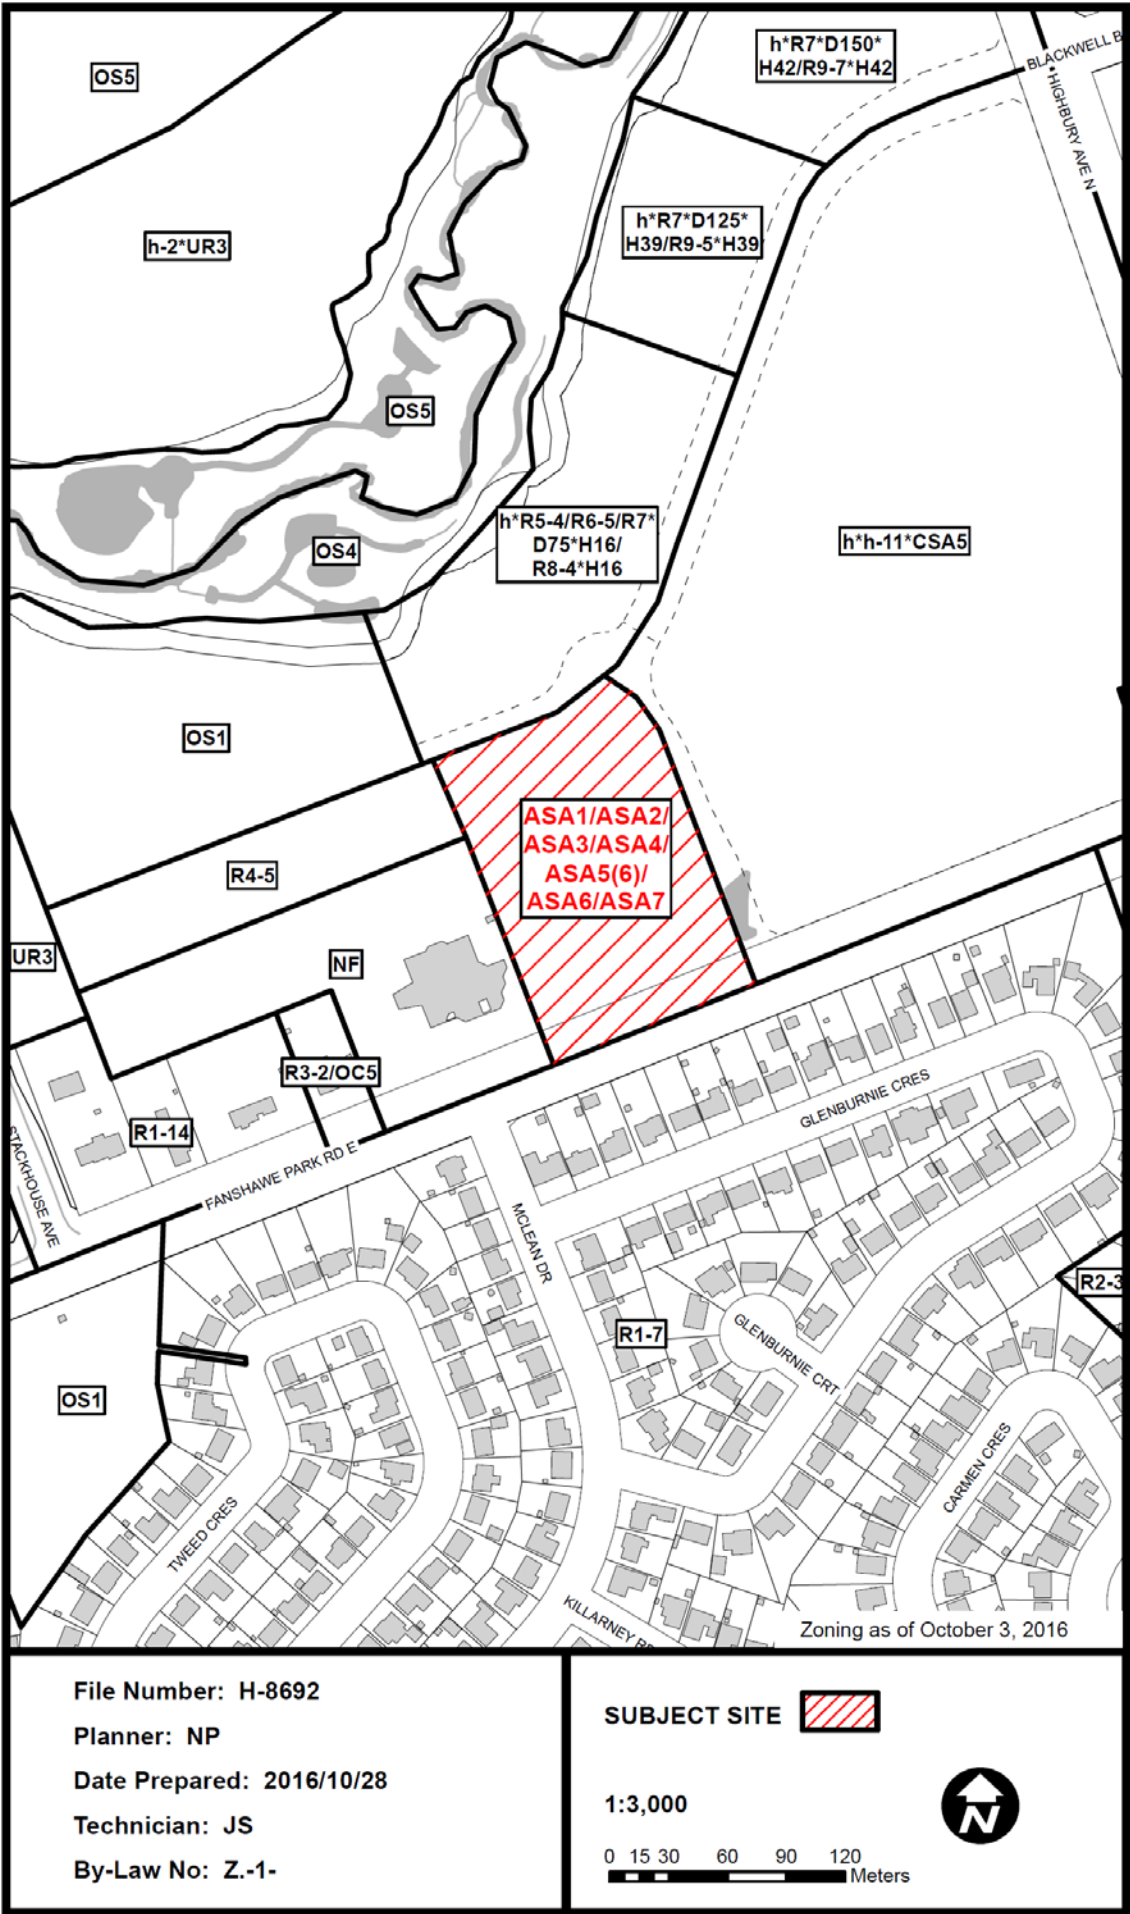 h*R7*D150*
H42/R9-7*H42
OS5
BLACKWELL B
HIGHBURY AVE N
h*R7*D125*
H39/R9-5*H39
h-2*UR3
OS5
h*R5-4/R6-5/R7*
D75*H16/
R8-4*H16
h*h-11*CSA5
OS4
OS1
ASA1/ASA2/
ASA3/ASA4/
ASA5(6)/
ASA6/ASA7
R4-5
UR3
NF
R3-2/OC5
GLENBURNIE CRES
R1-14
STACKHOUSE AVE
FANSHAWE PARK RD E
MCLEAN DR
R2-3
R1-7
GLENBURNIE CRT
OS1
CARMEN CRES
TWEED CRES
KILLARNEY R
Zoning as of October 3, 2016
File Number: H-8692
Planner: NP
Date Prepared: 2016/10/28
Technician: JS
By-Law No: Z.-1-
SUBJECT SITE
1:3,000
N
0 15 30 60 90 120
Meters